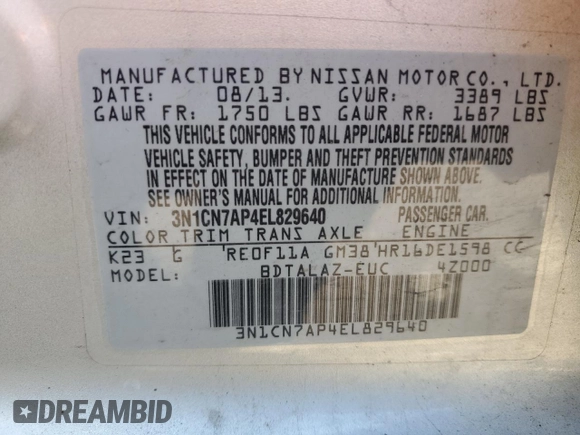 MANUFACTURED BY NISSAN MOTOR CO., LTD.
DATE: 08/13. GVWR: 3389 LBS
GAWR FR: 1750 LBS GAWR RR: 1687 LBS
THIS VEHICLE CONFORMS TO ALL APPLICABLE FEDERAL MOTOR
VEHICLE SAFETY, BUMPER AND THEFT PREVENTION STANDARDS
IN EFFECT ON THE DATE OF MANUFACTURE SHOWN ABOVE.
SEE OWNER'S MANUAL FOR ADDITIONAL INFORMATION.
VIN: 3N1CN7AP4EL829640 PASSENGER CAR.
COLOR TRIM TRANS AXLE ENGINE
K23 G RE0F11A GM38 HR16DE1598 CC
MODEL: BDTALAZ-EUC 4Z000
3N1CN7AP4EL829640
DREAMBID